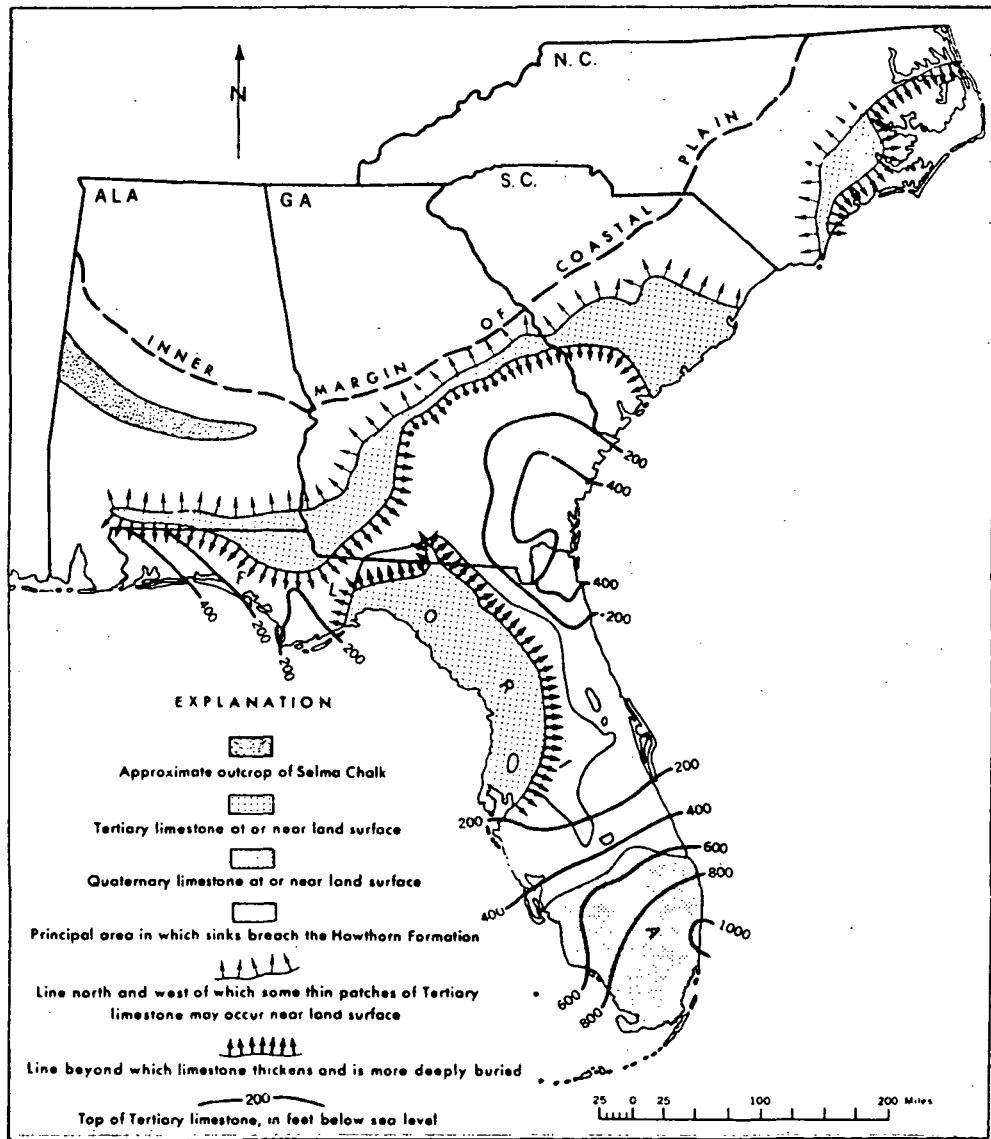 N.C.
N
PLAIN
S.C.
ALA
GA
COASTAL
OF
INNER
MARGIN
200
400
400
200
F
L
O
R
I
D
A
400
200
200
200
EXPLANATION
Approximate outcrop of Selma Chalk
Tertiary limestone at or near land surface
Quaternary limestone at or near land surface
Principal area in which sinks breach the Hawthorn Formation
Line north and west of which some thin patches of Tertiary
limestone may occur near land surface
Line beyond which limestone thickens and is more deeply buried
200
Top of Tertiary limestone, in feet below sea level
200
200
400
600
800
400
1000
600
800
25 0 25 100 200 Miles